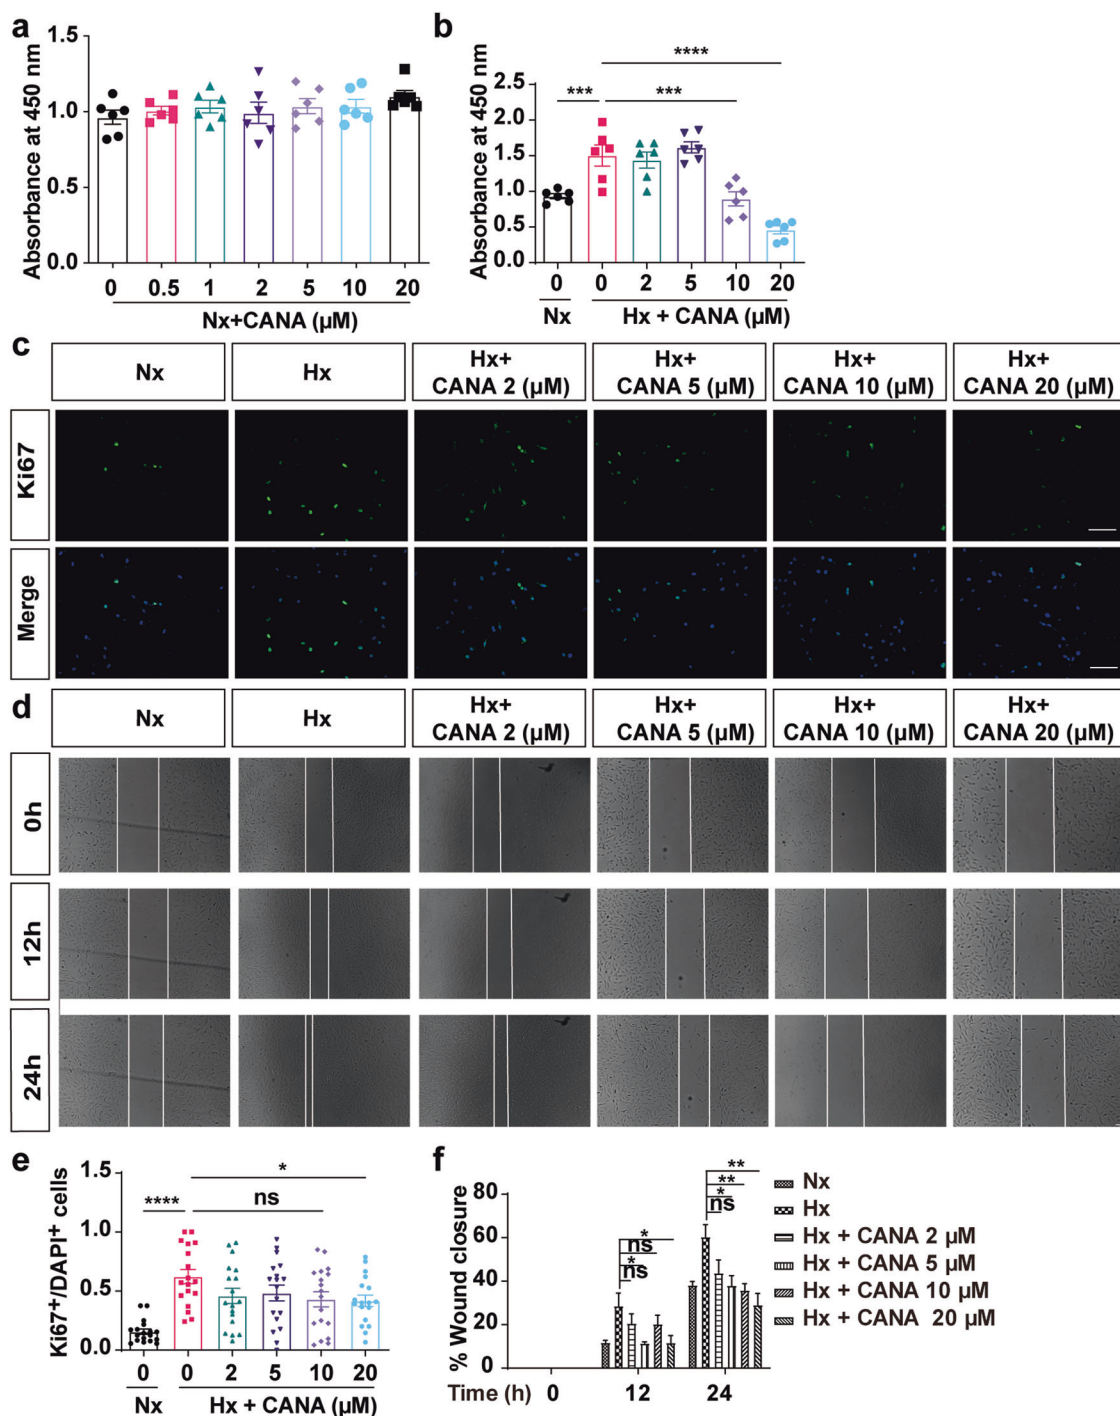 a
Absorbance at 450 nm
1.5
1.0
0.5
0.0
0 0.5 1 2 5 10 20
Nx+CANA (µM)
b
Absorbance at 450 nm
2.5
2.0
1.5
1.0
0.5
0.0
***
***
****
0 0 2 5 10 20
Nx Hx + CANA (µM)
c
Nx
Hx
Hx+
CANA 2 (µM)
Hx+
CANA 5 (µM)
Hx+
CANA 10 (µM)
Hx+
CANA 20 (µM)
Ki67
Merge
d
Nx
Hx
Hx+
CANA 2 (µM)
Hx+
CANA 5 (µM)
Hx+
CANA 10 (µM)
Hx+
CANA 20 (µM)
0h
12h
24h
e
Ki67+/DAPI+ cells
1.5
1.0
0.5
0.0
****
*
ns
0 0 2 5 10 20
Nx Hx + CANA (µM)
f
% Wound closure
80
60
40
20
0
*
ns
*
ns
**
**
*
ns
Time (h) 0 12 24
Nx
Hx
Hx + CANA 2 µM
Hx + CANA 5 µM
Hx + CANA 10 µM
Hx + CANA 20 µM